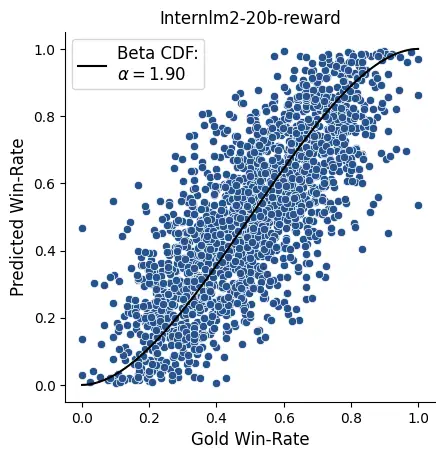 Internlm2-20b-reward
Beta CDF:
α = 1.90
Predicted Win-Rate
1.0
0.8
0.6
0.4
0.2
0.0
0.0 0.2 0.4 0.6 0.8 1.0
Gold Win-Rate